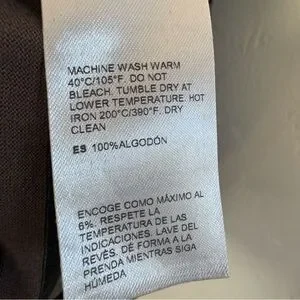 MACHINE WASH WARM
40°C/105°F. DO NOT
BLEACH. TUMBLE DRY AT
LOWER TEMPERATURE. HOT
IRON 200°C/390°F. DRY
CLEAN
ES 100%ALGODÓN
ENCOGE COMO MÁXIMO AL
6%. RESPETE LA
TEMPERATURA DE LAS
INDICACIONES. LAVE DEL
REVÉS. DÉ FORMA A LA
PRENDA MIENTRAS SIGA
HÚMEDA